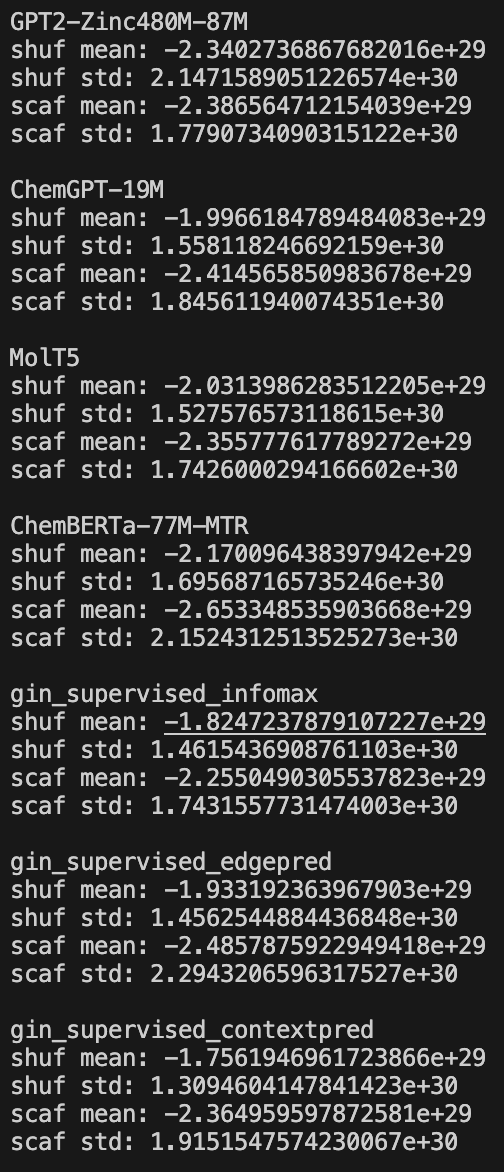 GPT2-Zinc480M-87M
shuf mean: -2.3402736867682016e+29
shuf std: 2.1471589051226574e+30
scaf mean: -2.386564712154039e+29
scaf std: 1.7790734090315122e+30
ChemGPT-19M
shuf mean: -1.9966184789484083e+29
shuf std: 1.558118246692159e+30
scaf mean: -2.414565850983678e+29
scaf std: 1.845611940074351e+30
MolT5
shuf mean: -2.0313986283512205e+29
shuf std: 1.527576573118615e+30
scaf mean: -2.355777617789272e+29
scaf std: 1.7426000294166602e+30
ChemBERTa-77M-MTR
shuf mean: -2.170096438397942e+29
shuf std: 1.695687165735246e+30
scaf mean: -2.653348535903668e+29
scaf std: 2.1524312513525273e+30
gin_supervised_infomax
shuf mean: -1.8247237879107227e+29
shuf std: 1.4615436908761103e+30
scaf mean: -2.2550490305537823e+29
scaf std: 1.7431557731474003e+30
gin_supervised_edgepred
shuf mean: -1.933192363967903e+29
shuf std: 1.4562544884436848e+30
scaf mean: -2.4857875922949418e+29
scaf std: 2.2943206596317527e+30
gin_supervised_contextpred
shuf mean: -1.7561946961723866e+29
shuf std: 1.3094604147841423e+30
scaf mean: -2.364959597872581e+29
scaf std: 1.9151547574230067e+30